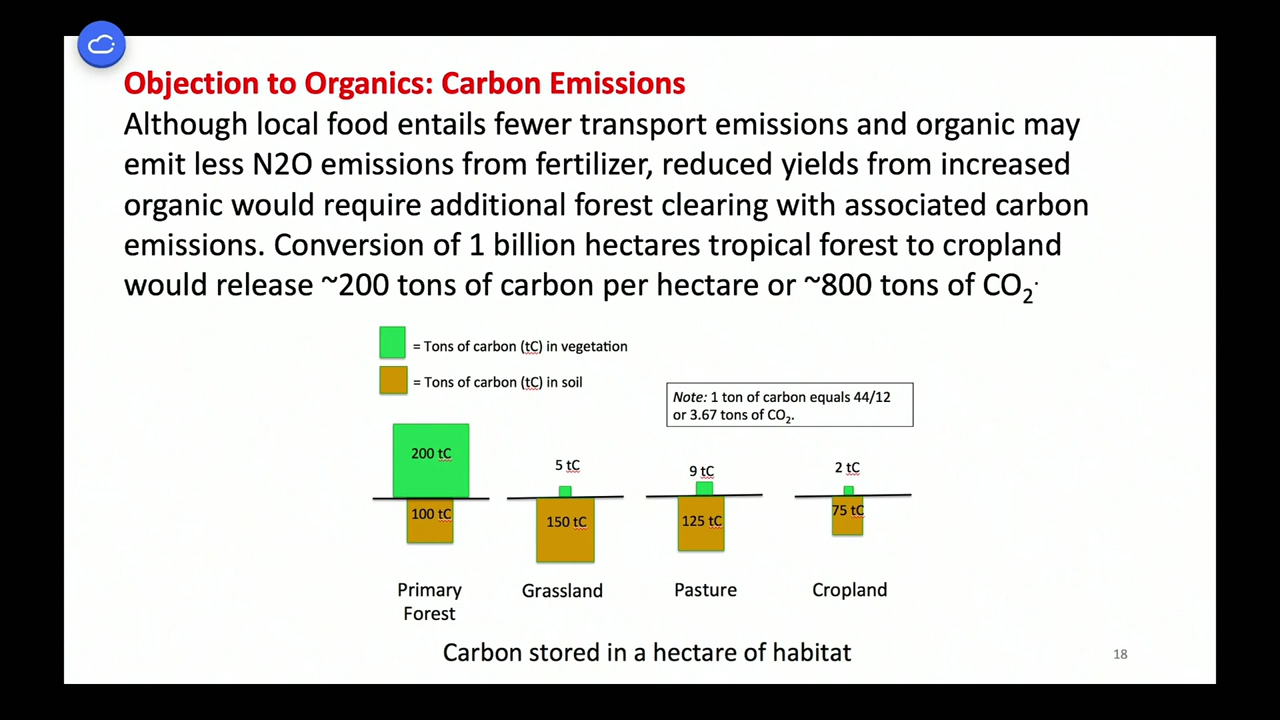 Objection to Organics: Carbon Emissions
Although local food entails fewer transport emissions and organic may
emit less N2O emissions from fertilizer, reduced yields from increased
organic would require additional forest clearing with associated carbon
emissions. Conversion of 1 billion hectares tropical forest to cropland
would release ~200 tons of carbon per hectare or ~800 tons of CO₂.
= Tons of carbon (tC) in vegetation
= Tons of carbon (tC) in soil
Note: 1 ton of carbon equals 44/12
or 3.67 tons of CO₂.
200 tC
5 tC
9 tC
2 tC
100 tC
150 tC
125 tC
75 tC
Primary
Forest
Grassland
Pasture
Cropland
Carbon stored in a hectare of habitat
18